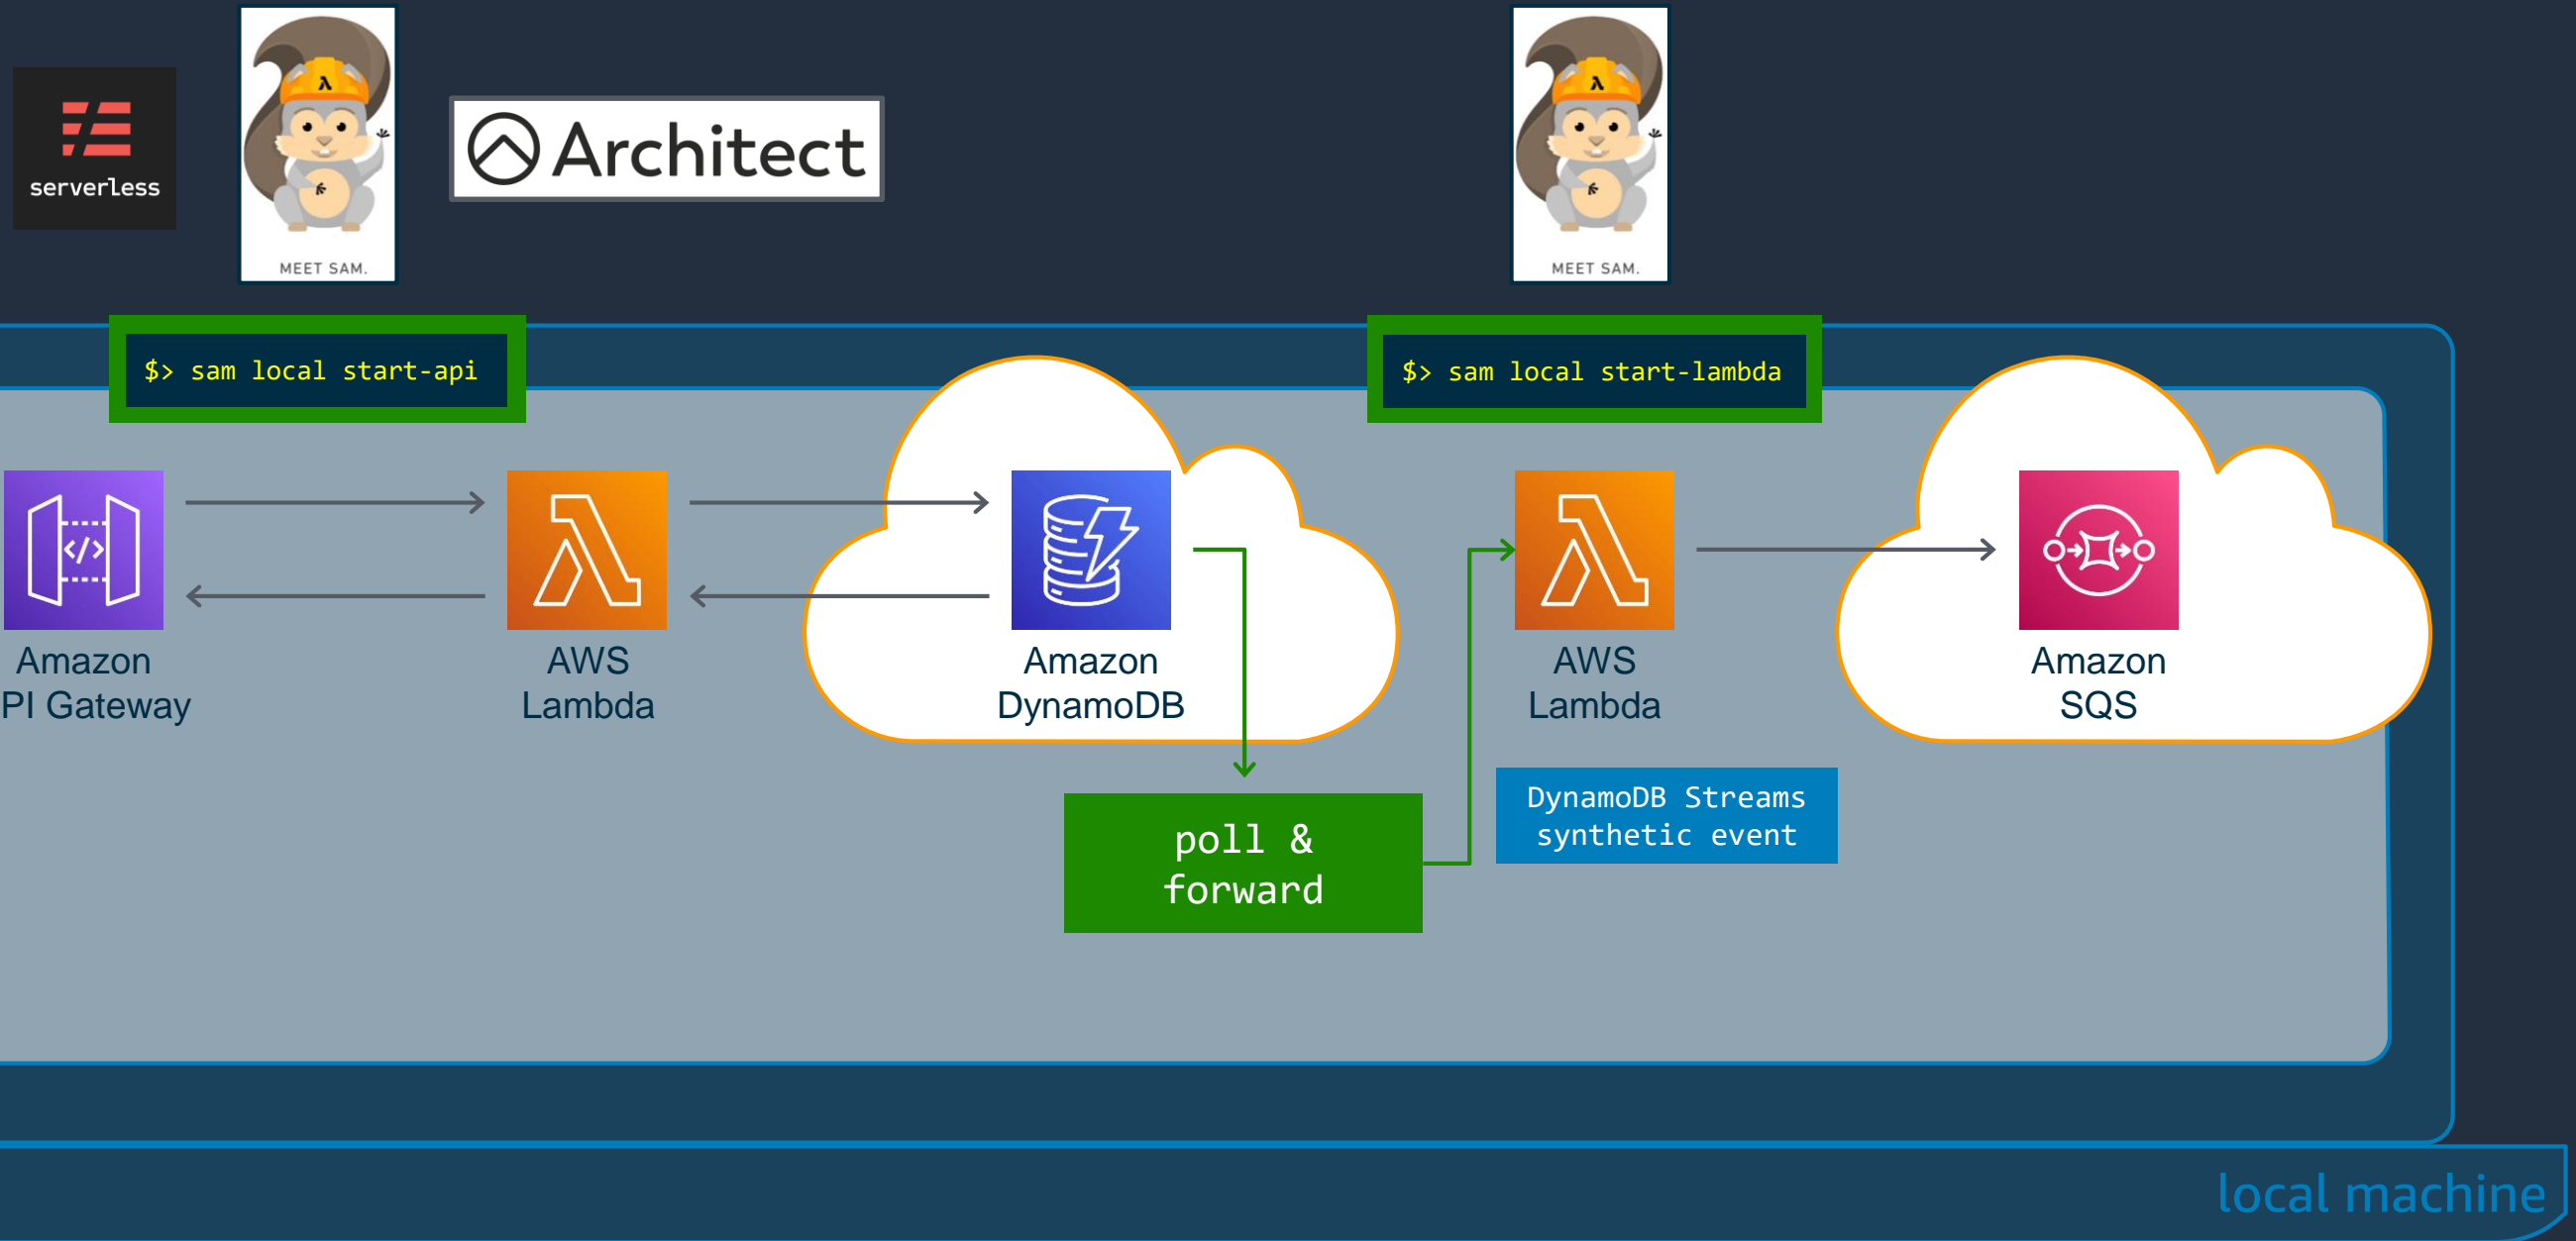 serverless
MEET SAM.
Architect
MEET SAM.
$> sam local start-api
$> sam local start-lambda
Amazon
PI Gateway
AWS
Lambda
Amazon
DynamoDB
AWS
Lambda
Amazon
SQS
DynamoDB Streams
synthetic event
poll &
forward
local machine